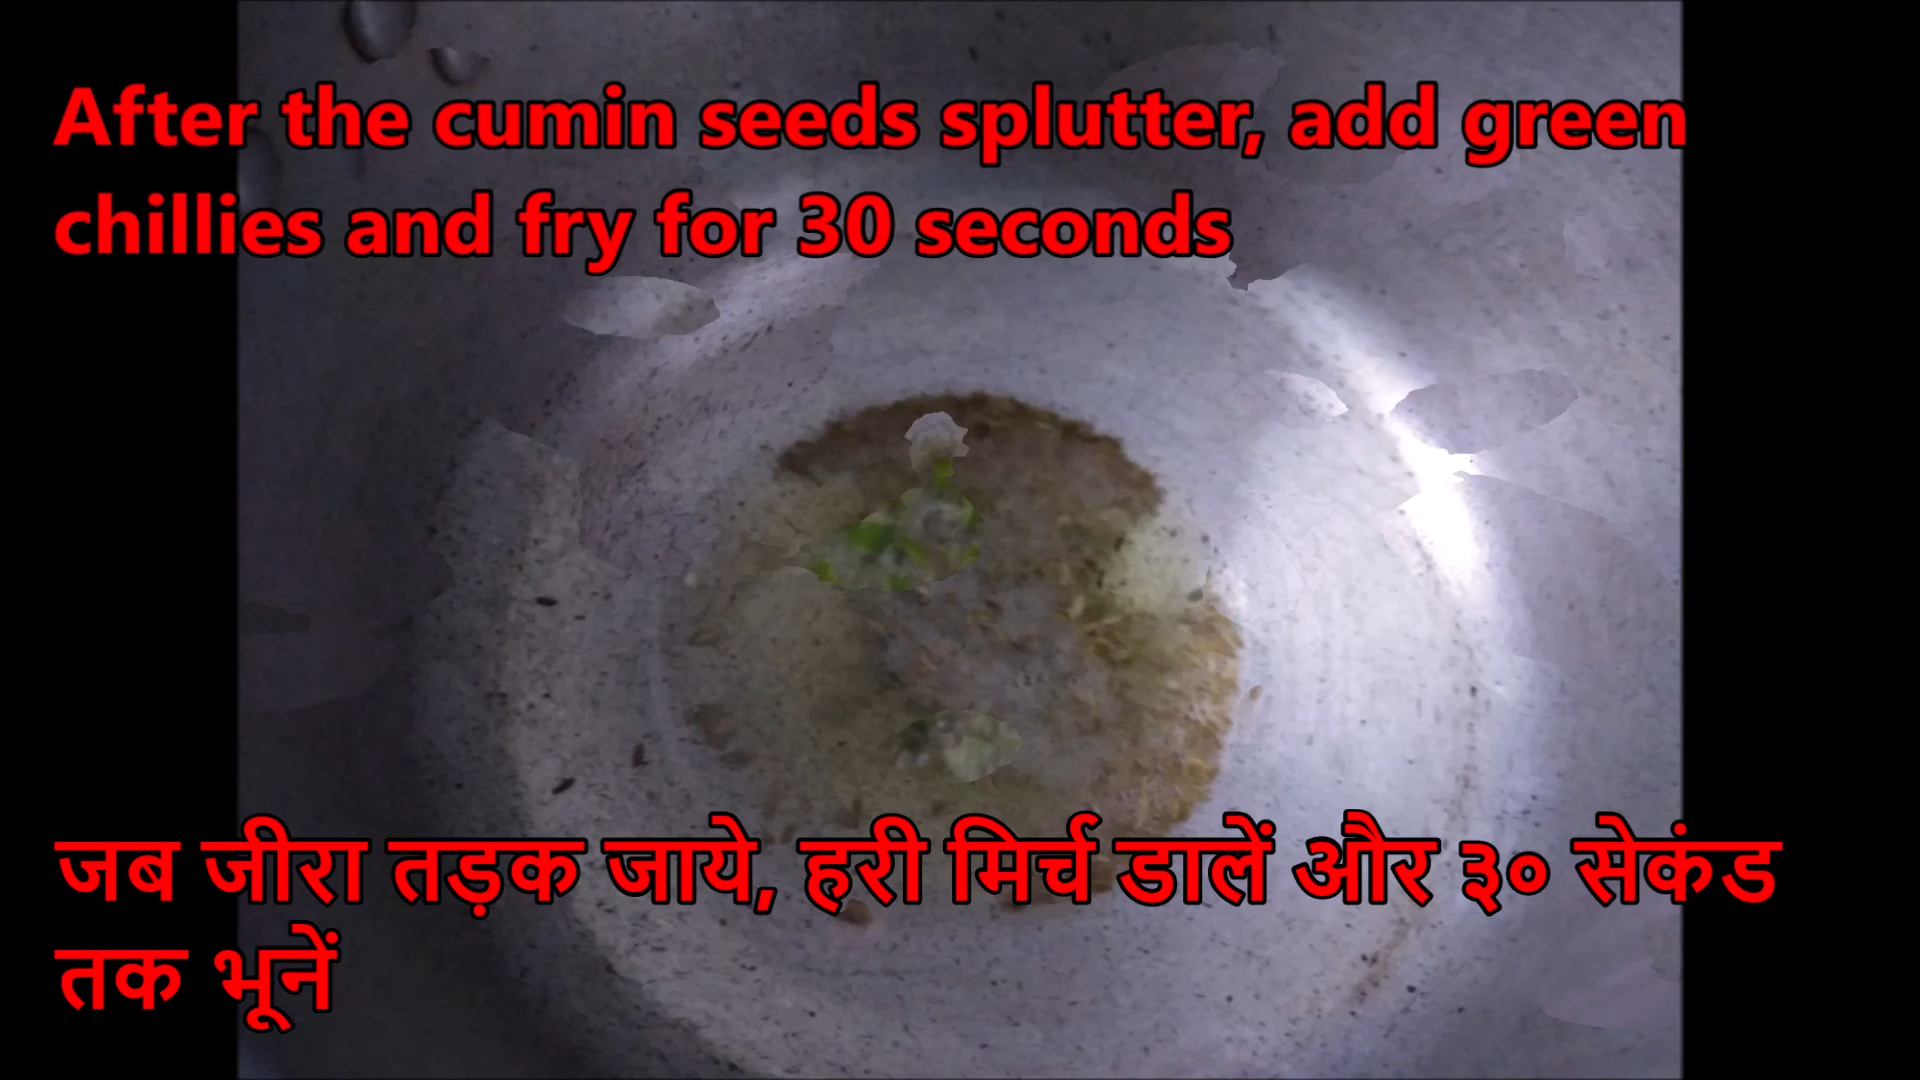 After the cumin seeds splutter, add green
chillies and fry for 30 seconds
जब जीरा तड़क जाये, हरी मिर्च डालें और ३० सेकंड
तक भूनें